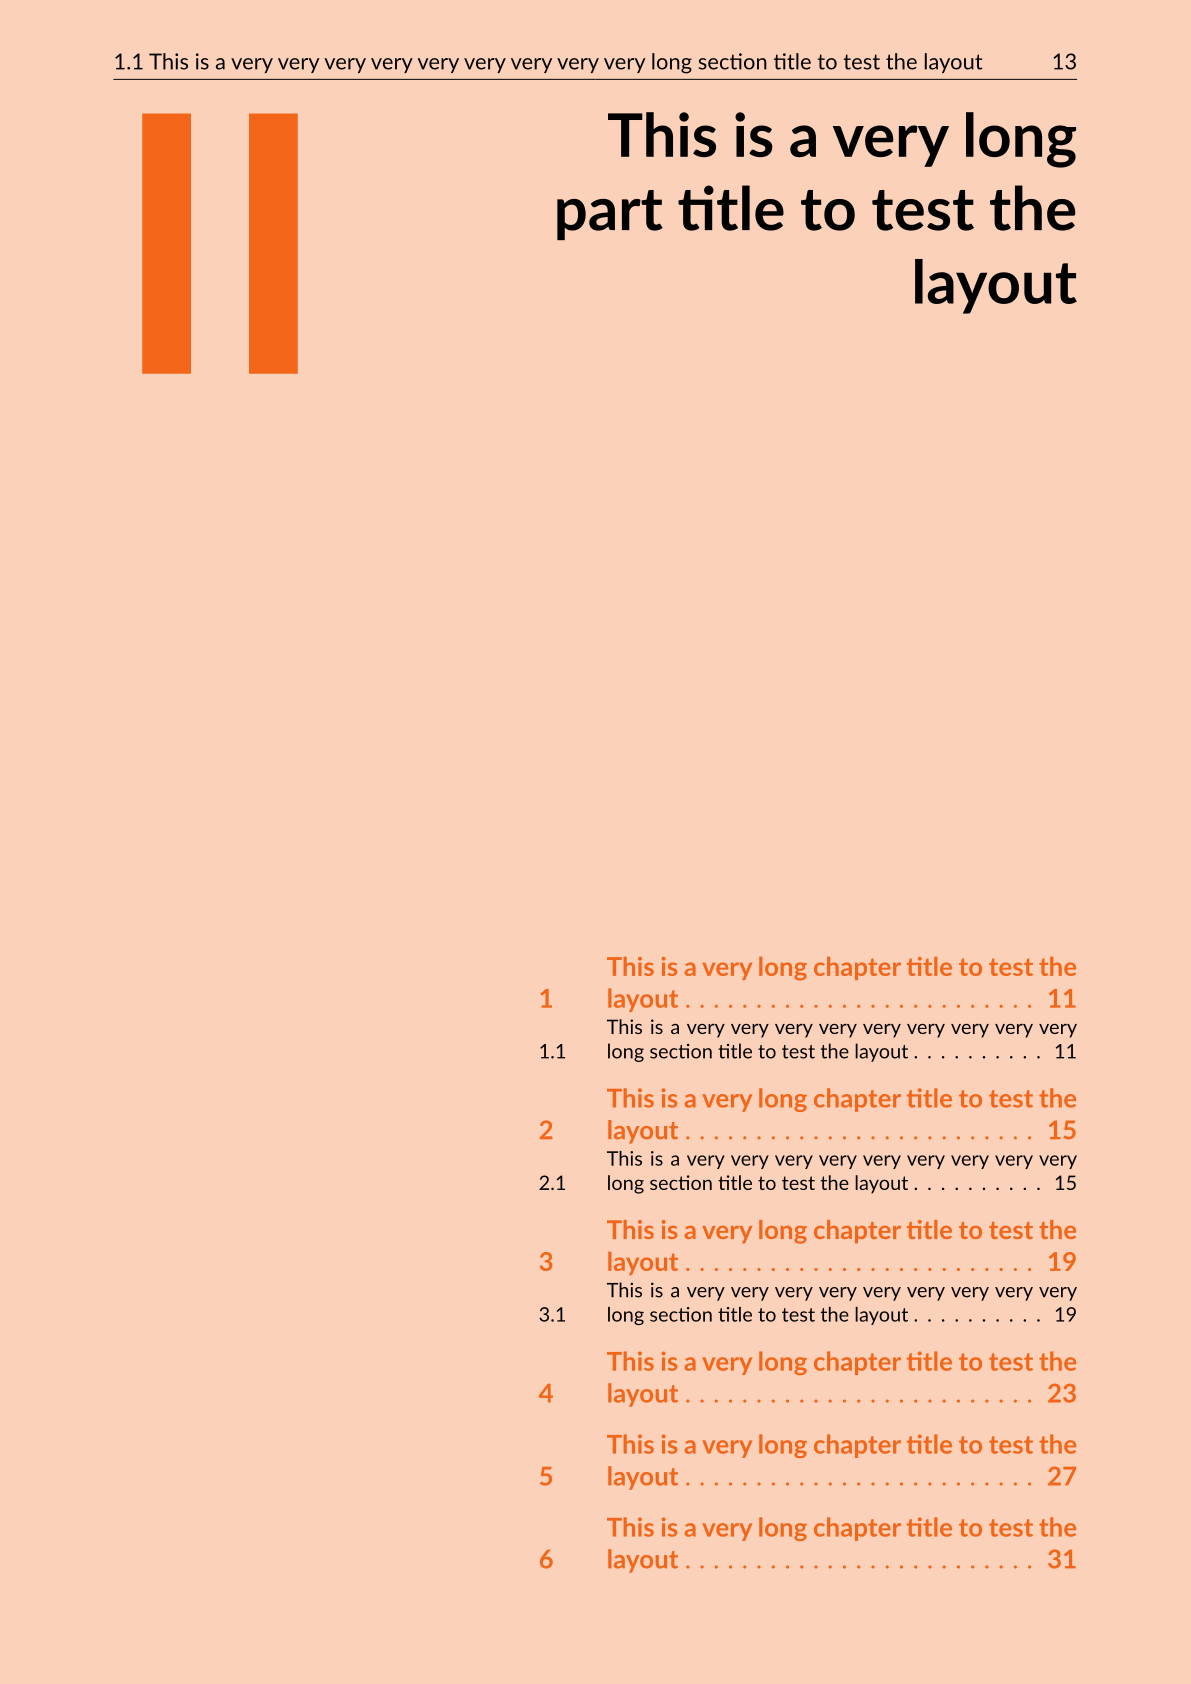 1.1 This is a very very very very very very very very very long section title to test the layout 13
II
This is a very long
part title to test the
layout
This is a very long chapter title to test the
1 layout . . . . . . . . . . . . . . . . . . . . . . . . . 11
This is a very very very very very very very very very
1.1 long section title to test the layout . . . . . . . . . . 11
This is a very long chapter title to test the
2 layout . . . . . . . . . . . . . . . . . . . . . . . . . 15
This is a very very very very very very very very very
2.1 long section title to test the layout . . . . . . . . . . 15
This is a very long chapter title to test the
3 layout . . . . . . . . . . . . . . . . . . . . . . . . . 19
This is a very very very very very very very very very
3.1 long section title to test the layout . . . . . . . . . . 19
This is a very long chapter title to test the
4 layout . . . . . . . . . . . . . . . . . . . . . . . . . 23
This is a very long chapter title to test the
5 layout . . . . . . . . . . . . . . . . . . . . . . . . . 27
This is a very long chapter title to test the
6 layout . . . . . . . . . . . . . . . . . . . . . . . . . 31